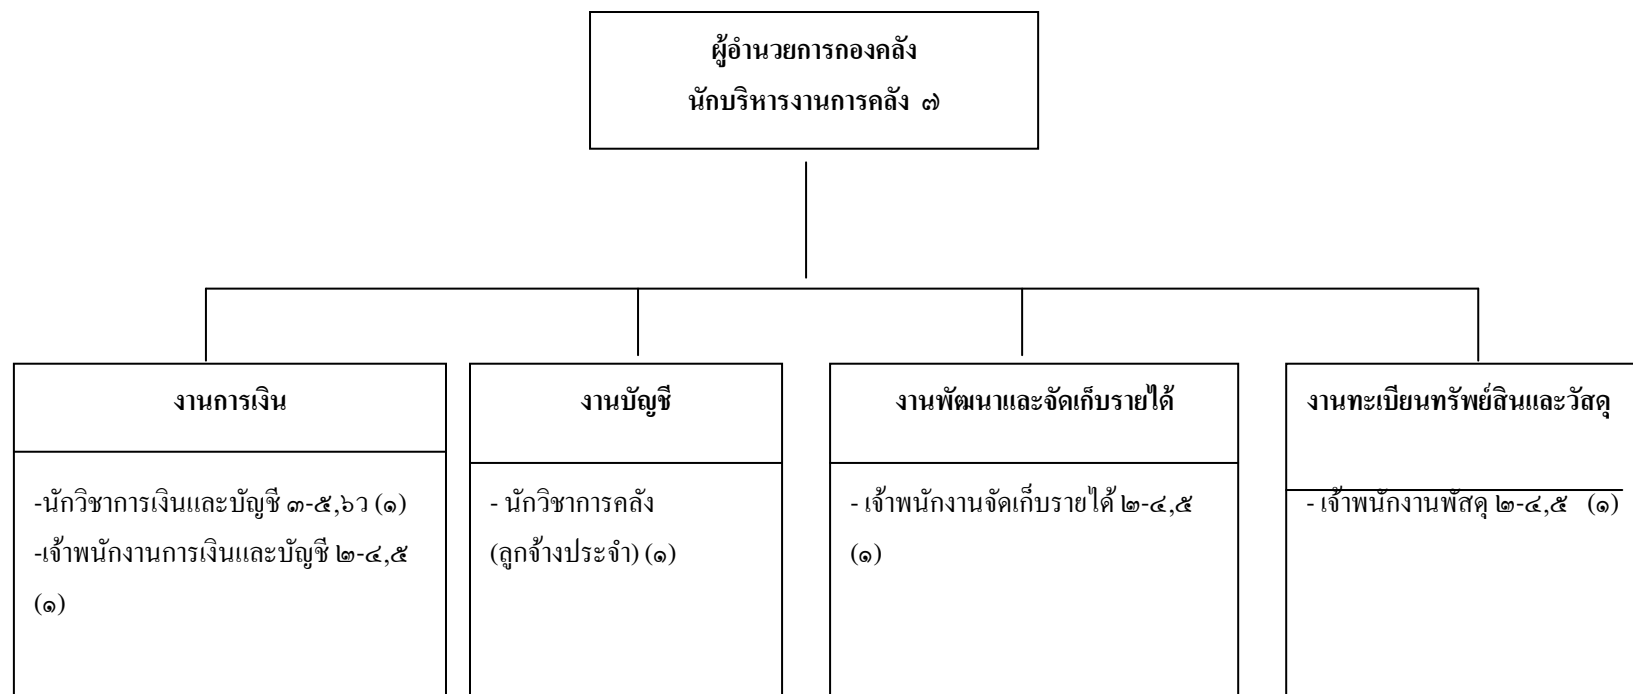 ผู้อำนวยการกองคลัง
นักบริหารงานการคลัง ๗
งานการเงิน
-นักวิชาการเงินและบัญชี ๓-๕,๖ว (๑)
-เจ้าพนักงานการเงินและบัญชี ๒-๔,๕
(๑)
งานบัญชี
- นักวิชาการคลัง
(ลูกจ้างประจำ) (๑)
งานพัฒนาและจัดเก็บรายได้
- เจ้าพนักงานจัดเก็บรายได้ ๒-๔,๕
(๑)
งานทะเบียนทรัพย์สินและวัสดุ
- เจ้าพนักงานพัสดุ ๒-๔,๕ (๑)